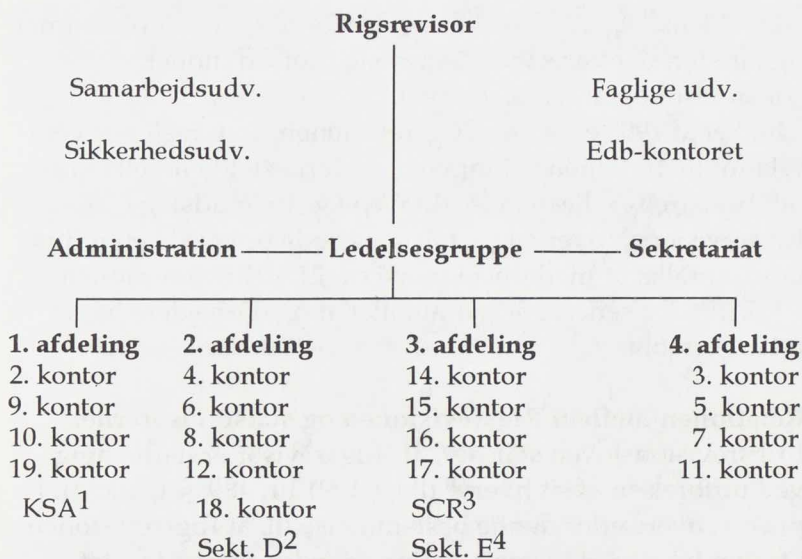 Rigsrevisor
Samarbejdsudv. Faglige udv.
Sikkerhedsudv. Edb-kontoret
Administration Ledelsesgruppe Sekretariat
1. afdeling 2. afdeling 3. afdeling 4. afdeling
2. kontor 4. kontor 14. kontor 3. kontor
9. kontor 6. kontor 15. kontor 5. kontor
10. kontor 8. kontor 16. kontor 7. kontor
19. kontor 12. kontor 17. kontor 11. kontor
KSA1 18. kontor SCR3
Sekt. D2 Sekt. E4